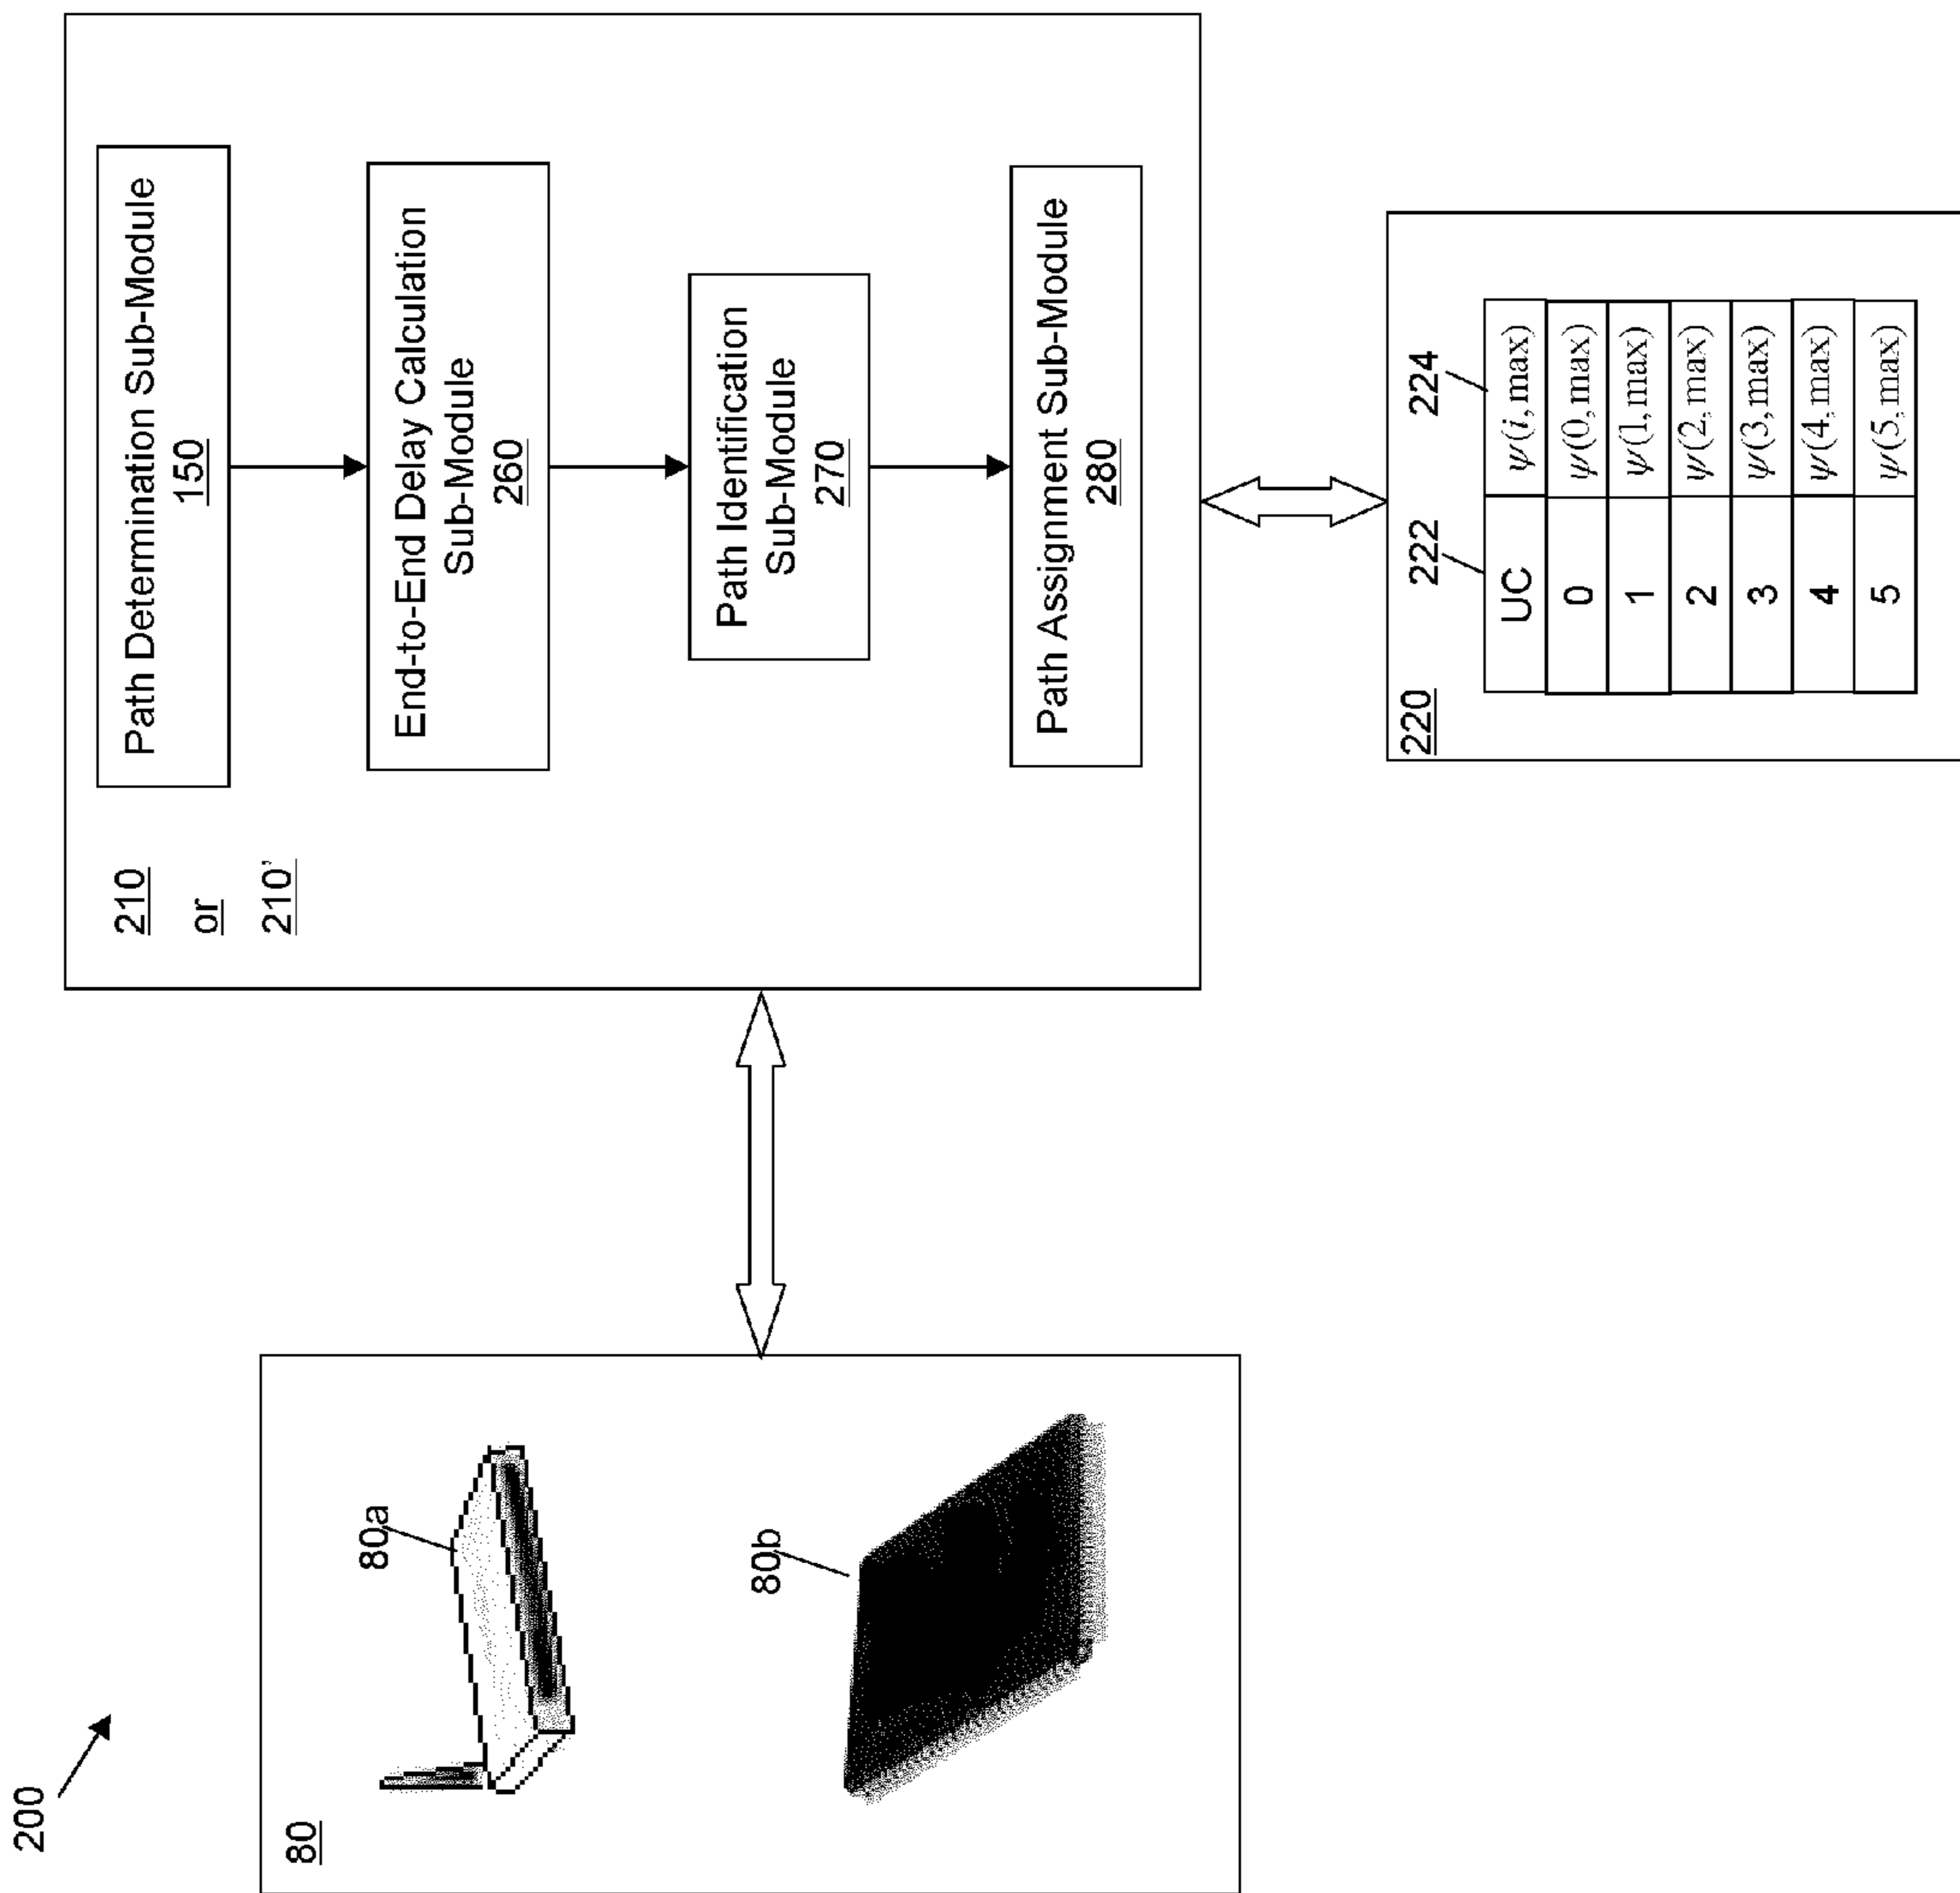 200
80
80a
80b
210
or
210'
Path Determination Sub-Module
150
End-to-End Delay Calculation
Sub-Module
260
Path Identification
Sub-Module
270
Path Assignment Sub-Module
280
220
222
224
UC ψ(i,max)
0 ψ(0,max)
1 ψ(1,max)
2 ψ(2,max)
3 ψ(3,max)
4 ψ(4,max)
5 ψ(5,max)